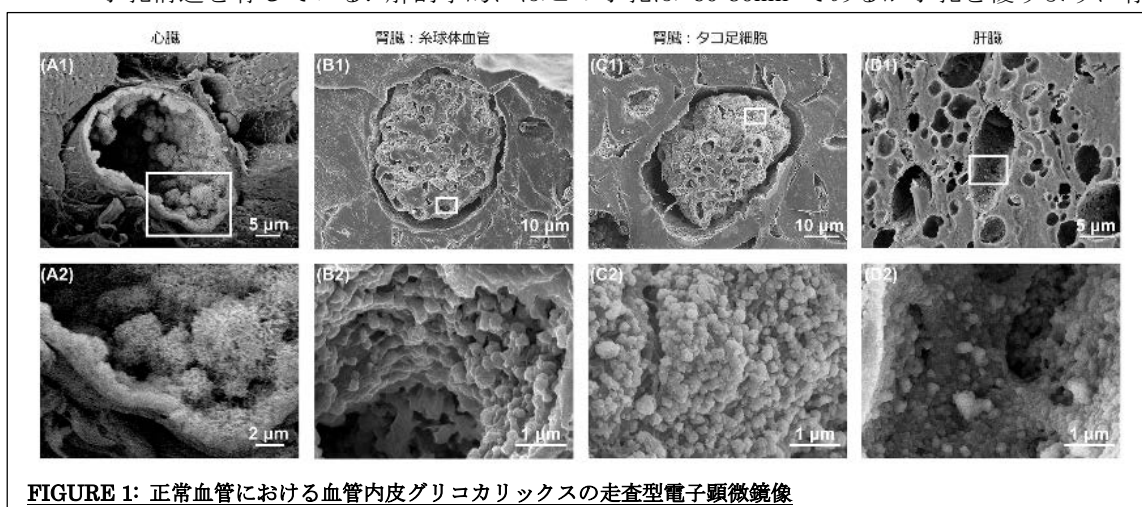 心臓
腎臓：糸球体血管
腎臓：タコ足細胞
肝臓
(A1)
(B1)
(C1)
(D1)
5 μm
10 μm
10 μm
5 μm
(A2)
(B2)
(C2)
(D2)
2 μm
1 μm
1 μm
1 μm
FIGURE 1: 正常血管における血管内皮グリコカリックスの走査型電子顕微鏡像